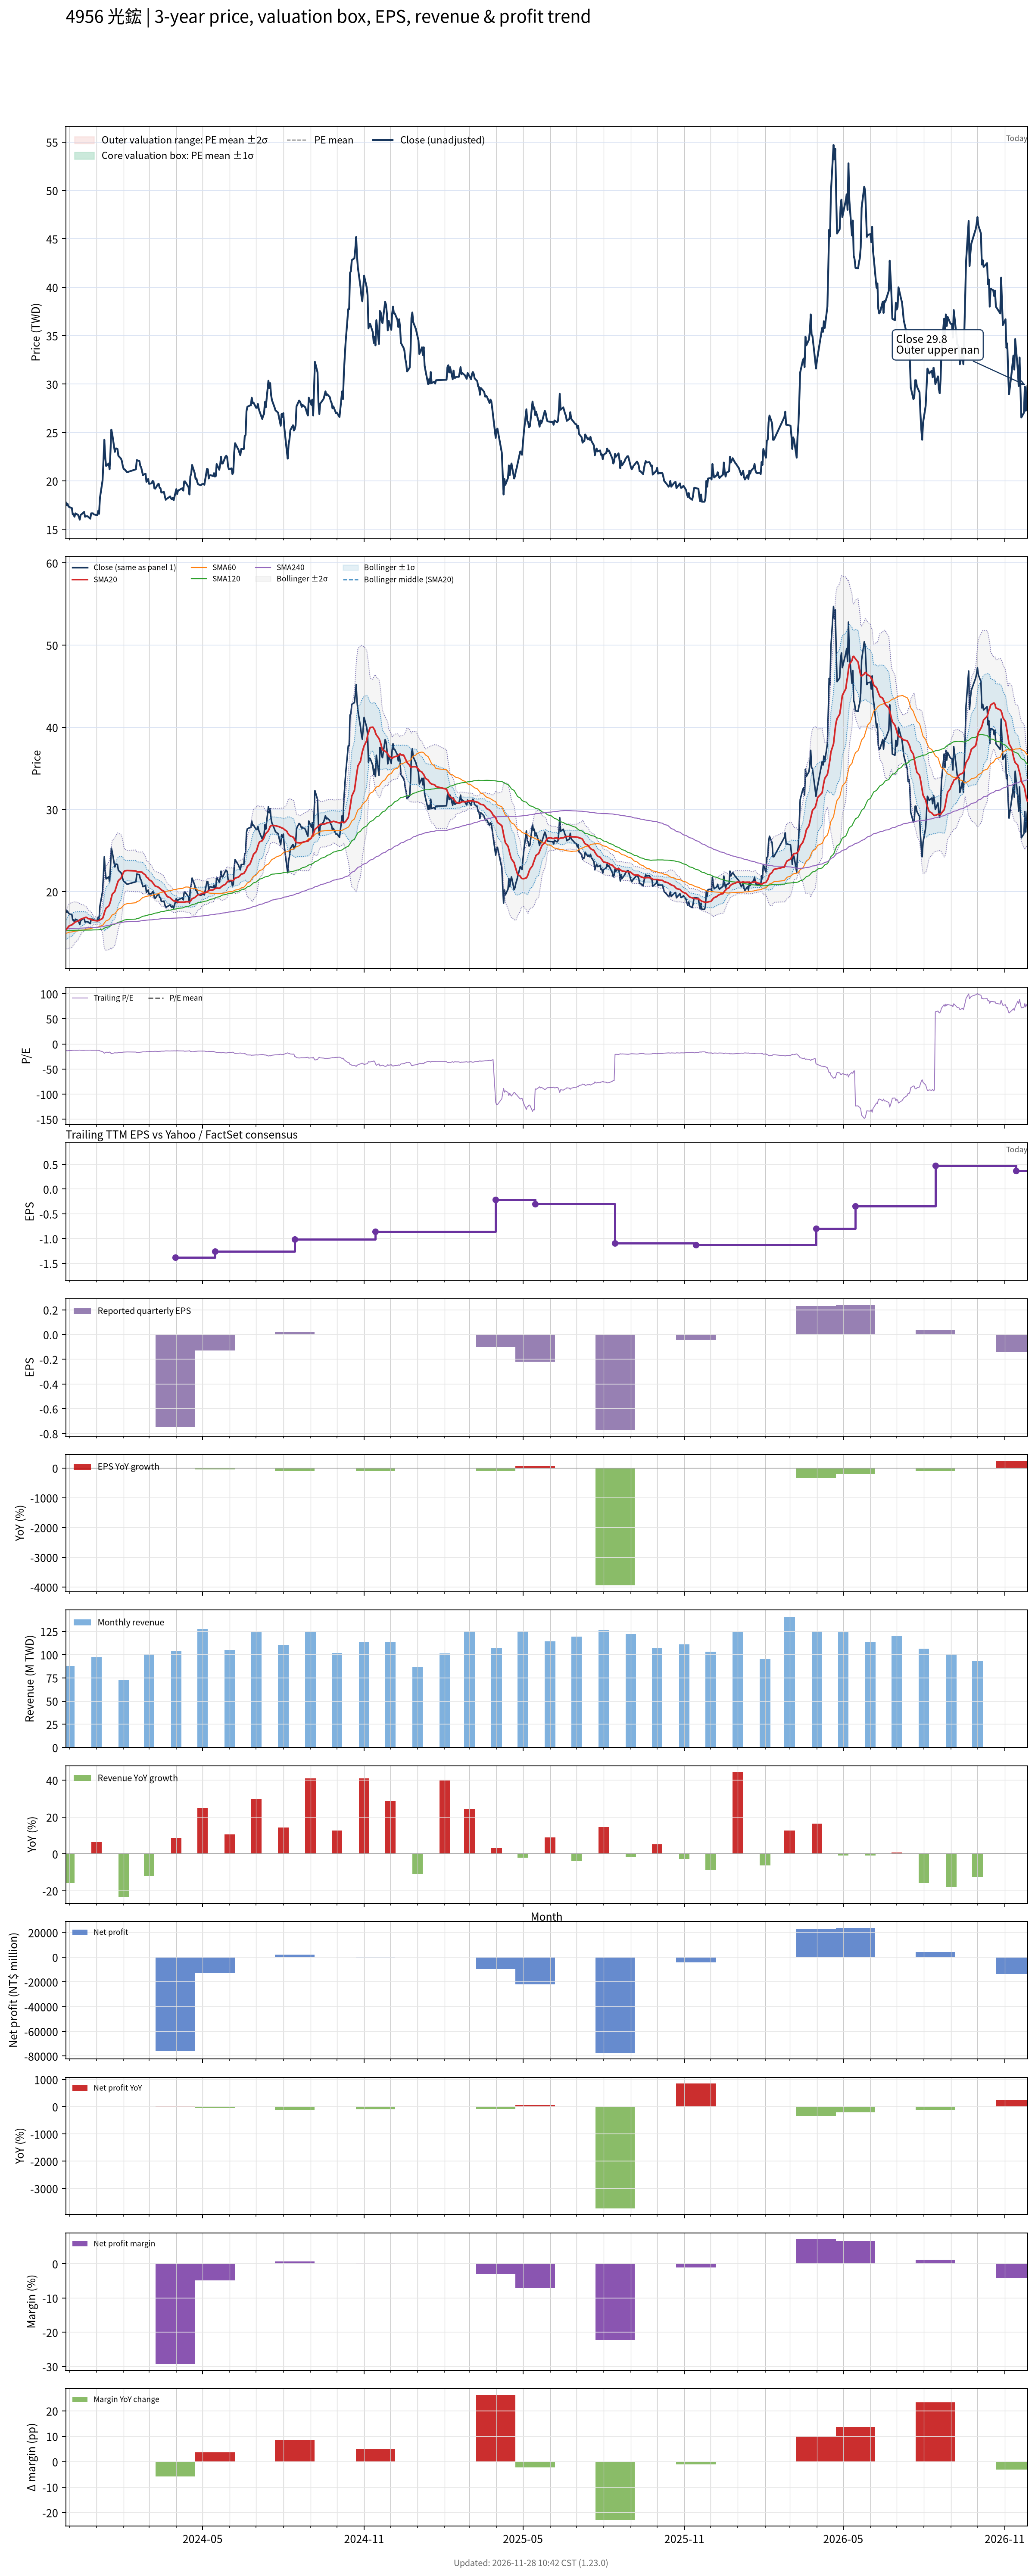 4956 光鋐 | 3-year price, valuation box, EPS, revenue & profit trend
Outer valuation range: PE mean ±2σ
PE mean
Close (unadjusted)
Core valuation box: PE mean ±1σ
Today
Close 29.8
Outer upper nan
Price (TWD)
55
50
45
40
35
30
25
20
15
Close (same as panel 1)
SMA60
SMA240
Bollinger ±1σ
SMA20
SMA120
Bollinger ±2σ
Bollinger middle (SMA20)
Price
60
50
40
30
20
Trailing P/E
P/E mean
P/E
100
50
0
-50
-100
-150
Trailing TTM EPS vs Yahoo / FactSet consensus
Today
EPS
0.5
0.0
-0.5
-1.0
-1.5
Reported quarterly EPS
EPS
0.2
0.0
-0.2
-0.4
-0.6
-0.8
EPS YoY growth
YoY (%)
0
-1000
-2000
-3000
-4000
Monthly revenue
Revenue (M TWD)
125
100
75
50
25
0
Revenue YoY growth
YoY (%)
40
20
0
-20
Month
Net profit
Net profit (NT$ million)
20000
0
-20000
-40000
-60000
-80000
Net profit YoY
YoY (%)
1000
0
-1000
-2000
-3000
Net profit margin
Margin (%)
0
-10
-20
-30
Margin YoY change
Δ margin (pp)
20
10
0
-10
-20
2024-05
2024-11
2025-05
2025-11
2026-05
2026-11
Updated: 2026-11-28 10:42 CST (1.23.0)